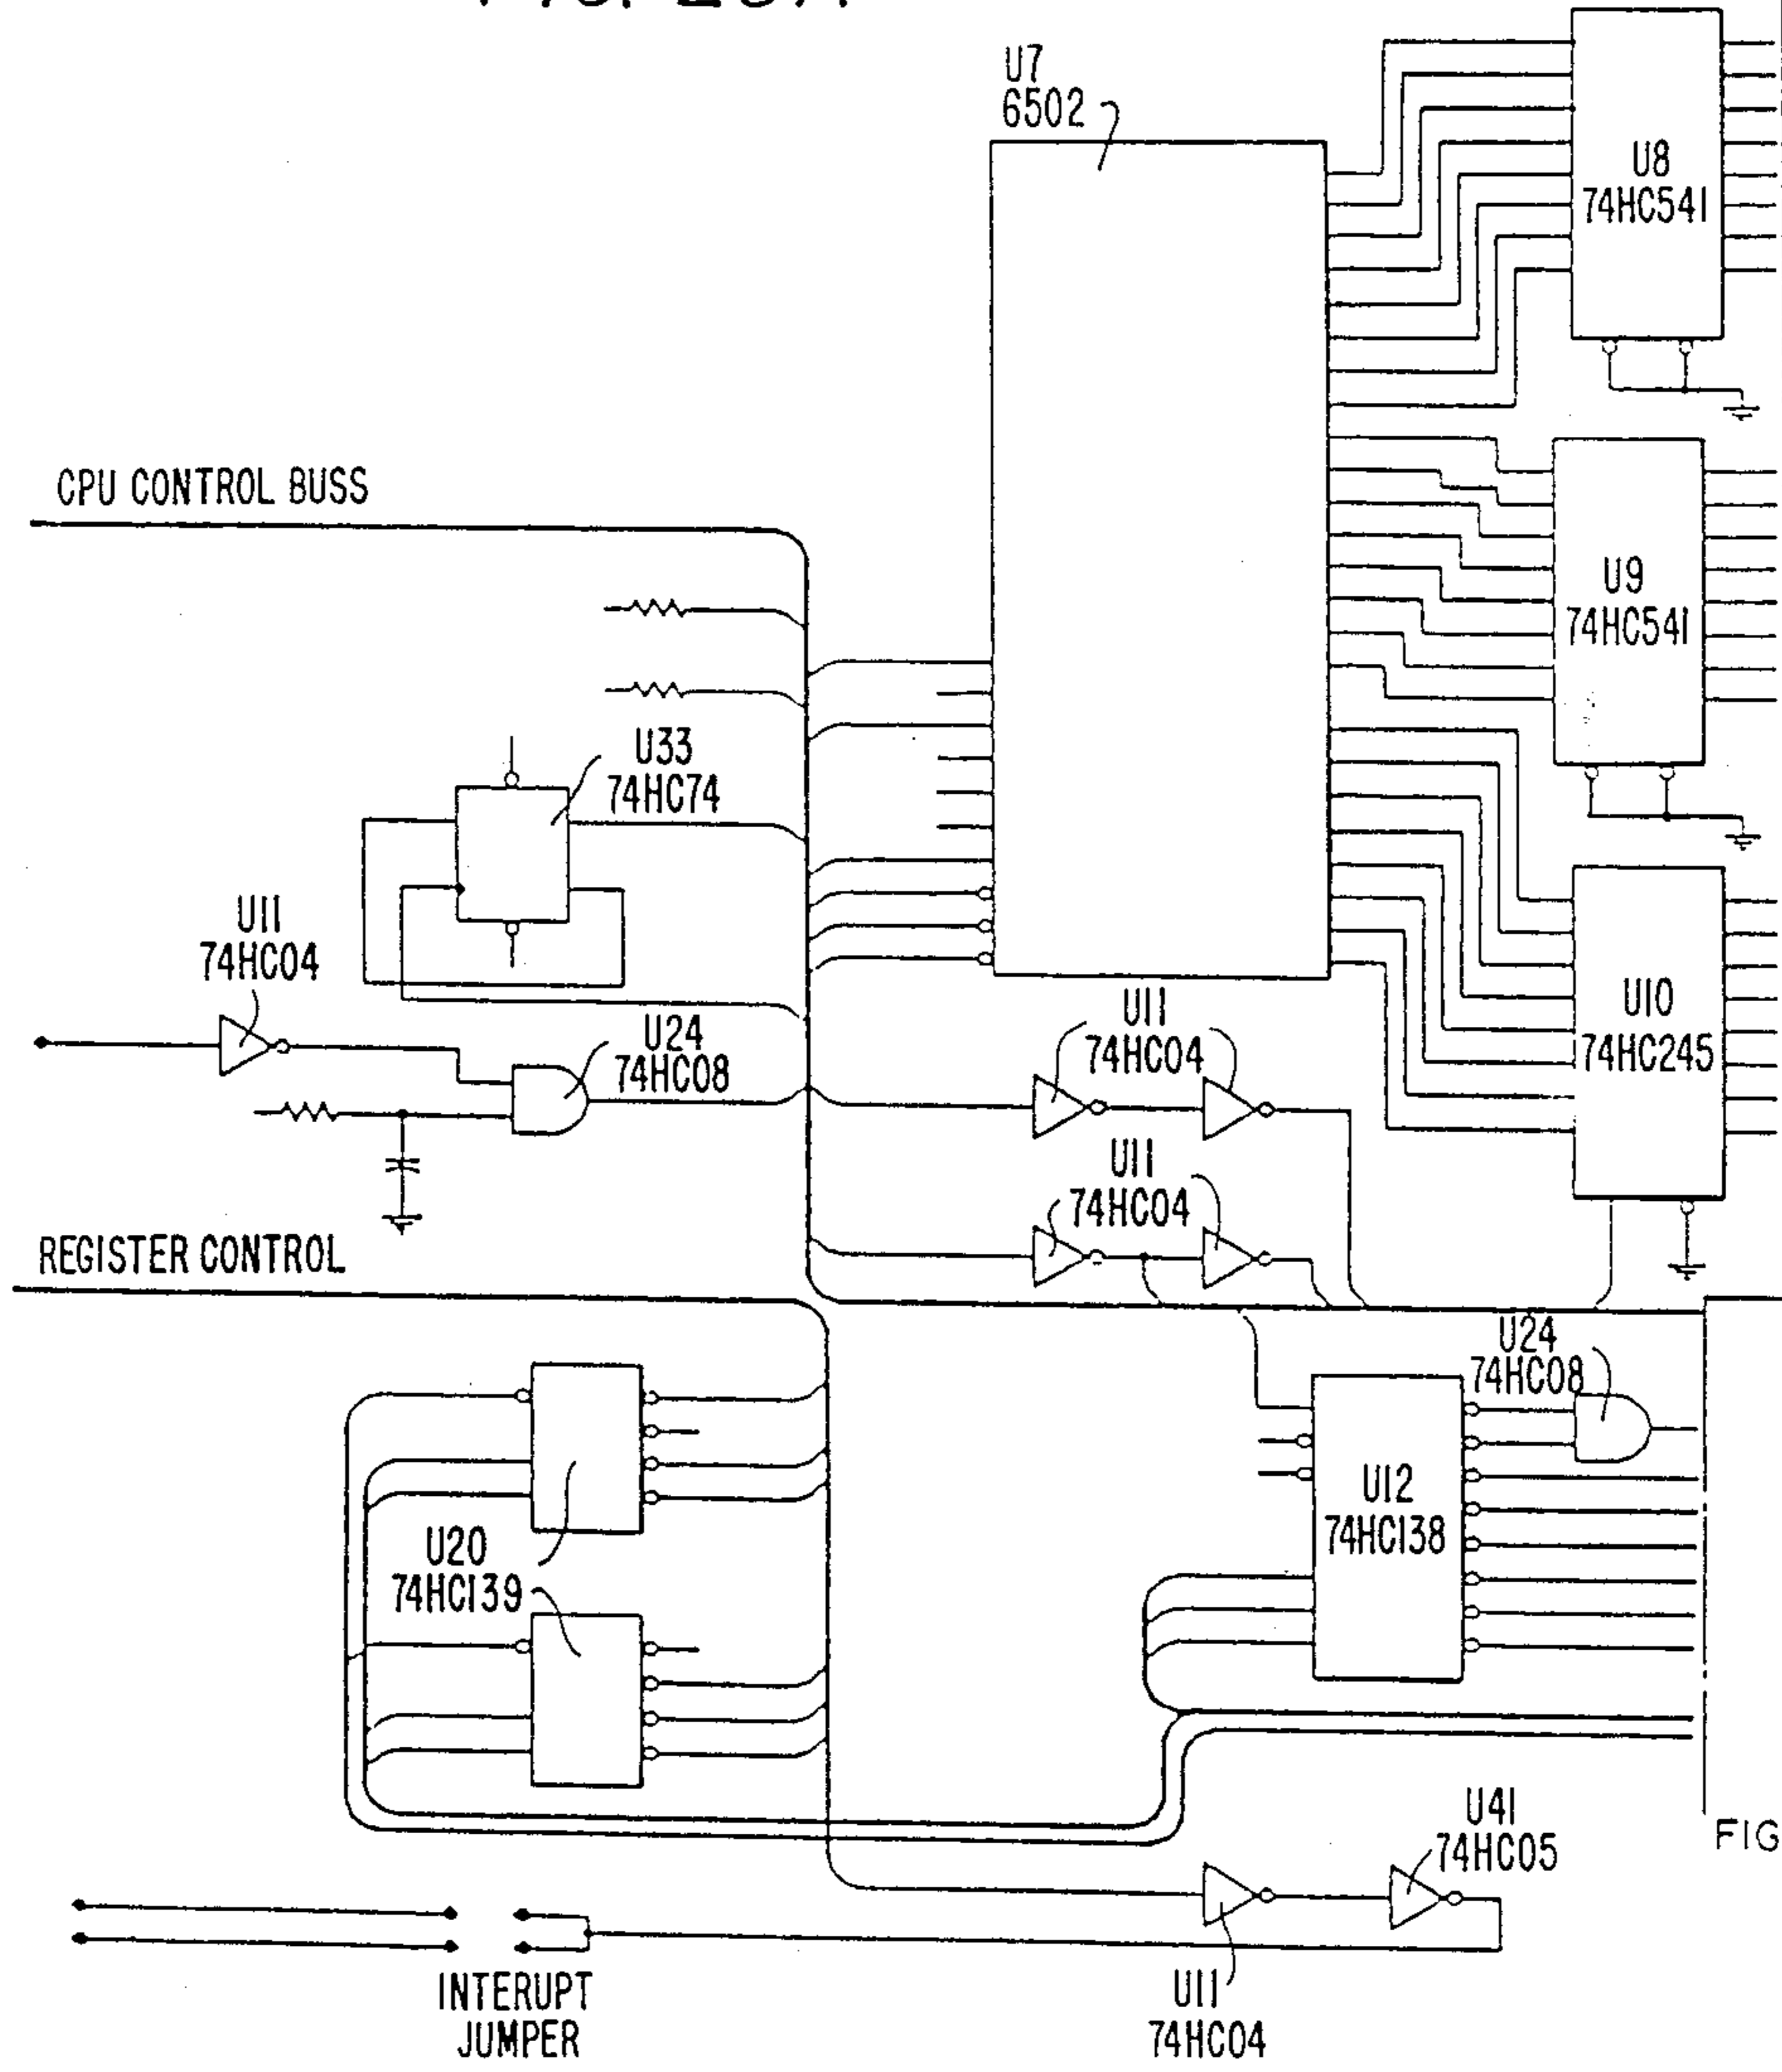 U7
6502
U8
74HC541
CPU CONTROL BUSS
U9
74HC541
U33
74HC74
U11
74HC04
U24
74HC08
U11
74HC04
U10
74HC245
U11
74HC04
REGISTER CONTROL
U24
74HC08
U12
74HC138
U20
74HC139
U41
74HC05
FIG
INTERUPT
JUMPER
U11
74HC04